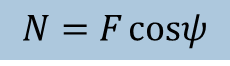 N = F cosψ